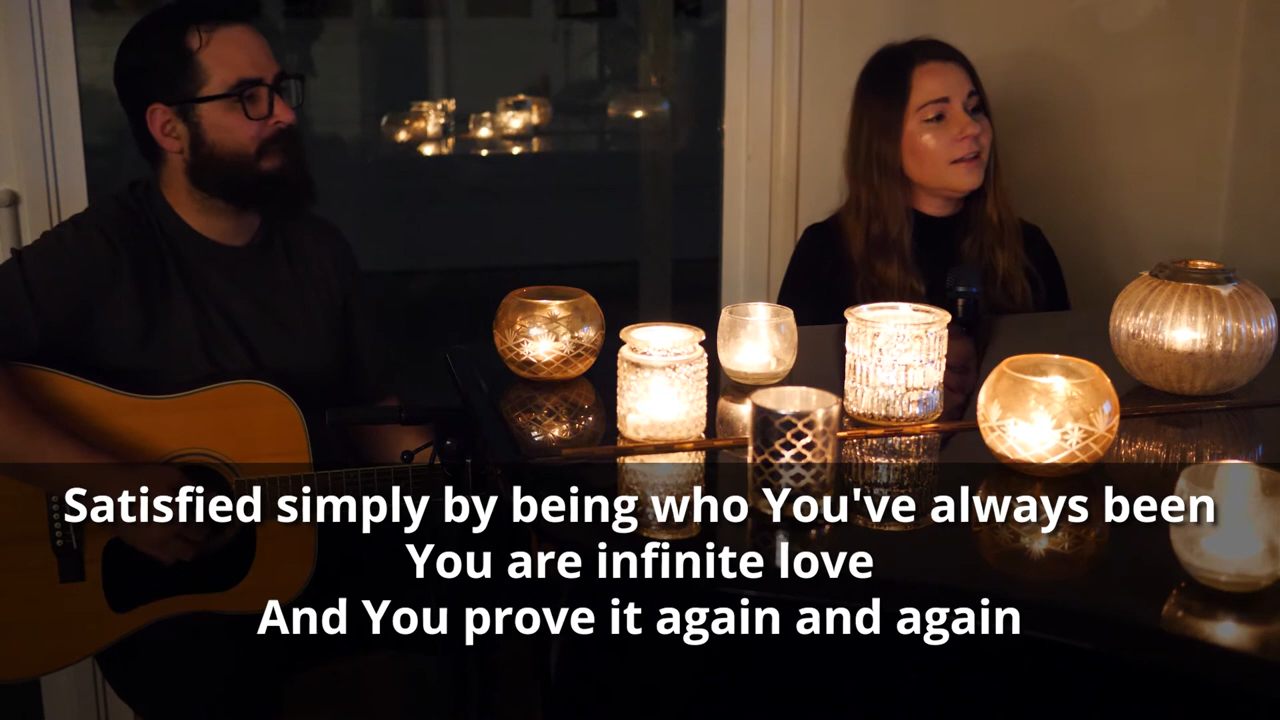 Satisfied simply by being who You've always been
You are infinite love
And You prove it again and again